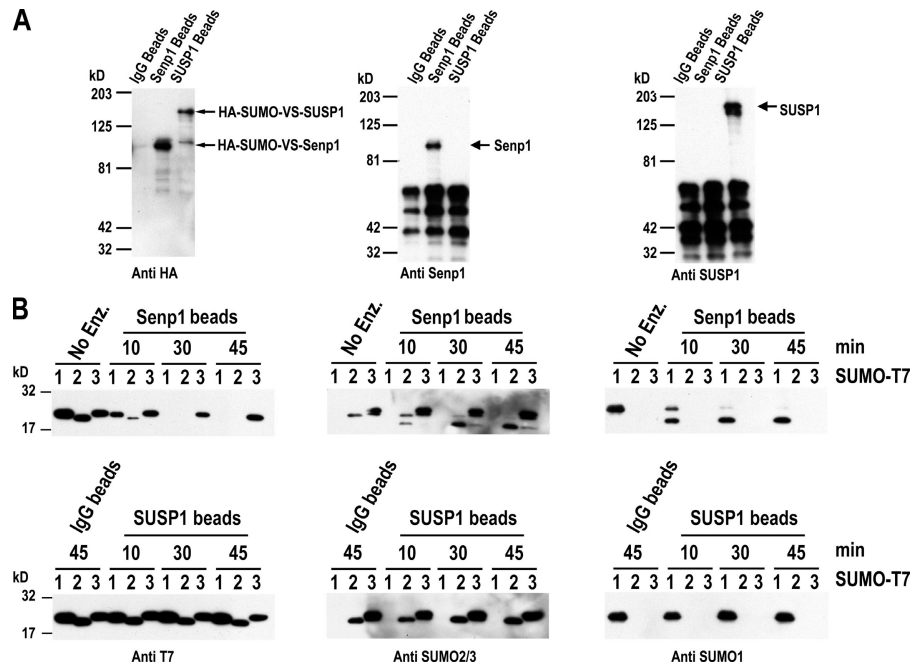 A
kD IgG Beads Senp1 Beads SUSP1 Beads
203
125
81
42
32
HA-SUMO-VS-SUSP1
HA-SUMO-VS-Senp1
Anti HA
kD IgG Beads Senp1 Beads SUSP1 Beads
203
125
81
42
32
Senp1
Anti Senp1
kD IgG Beads Senp1 Beads SUSP1 Beads
203
125
81
42
32
SUSP1
Anti SUSP1
B
No Enz. Senp1 beads No Enz. Senp1 beads No Enz. Senp1 beads
10 30 45 10 30 45 10 30 45 min
kD 1 2 3 1 2 3 1 2 3 1 2 3 1 2 3 1 2 3 1 2 3 1 2 3 1 2 3 1 2 3 1 2 3 1 2 3 SUMO-T7
32
17
IgG beads SUSP1 beads IgG beads SUSP1 beads IgG beads SUSP1 beads
45 10 30 45 45 10 30 45 45 10 30 45 min
kD 1 2 3 1 2 3 1 2 3 1 2 3 1 2 3 1 2 3 1 2 3 1 2 3 1 2 3 1 2 3 1 2 3 1 2 3 SUMO-T7
32
17
Anti T7 Anti SUMO2/3 Anti SUMO1